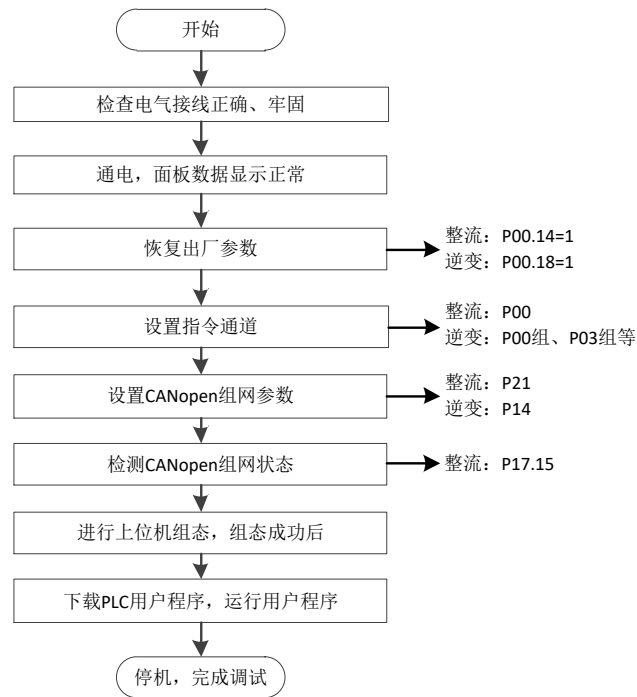 开始
检查电气接线正确、牢固
通电，面板数据显示正常
恢复出厂参数
整流：P00.14=1
逆变：P00.18=1
设置指令通道
整流：P00
逆变：P00组、P03组等
设置CANopen组网参数
整流：P21
逆变：P14
检测CANopen组网状态
整流：P17.15
进行上位机组态，组态成功后
下载PLC用户程序，运行用户程序
停机，完成调试